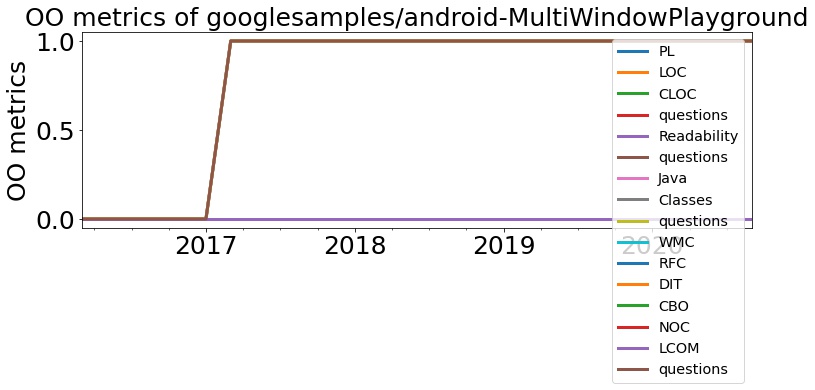 OO metrics of googlesamples/android-MultiWindowPlayground
OO metrics
1.0
0.5
0.0
2017
2018
2019
2020
PL
LOC
CLOC
questions
Readability
questions
Java
Classes
questions
WMC
RFC
DIT
CBO
NOC
LCOM
questions